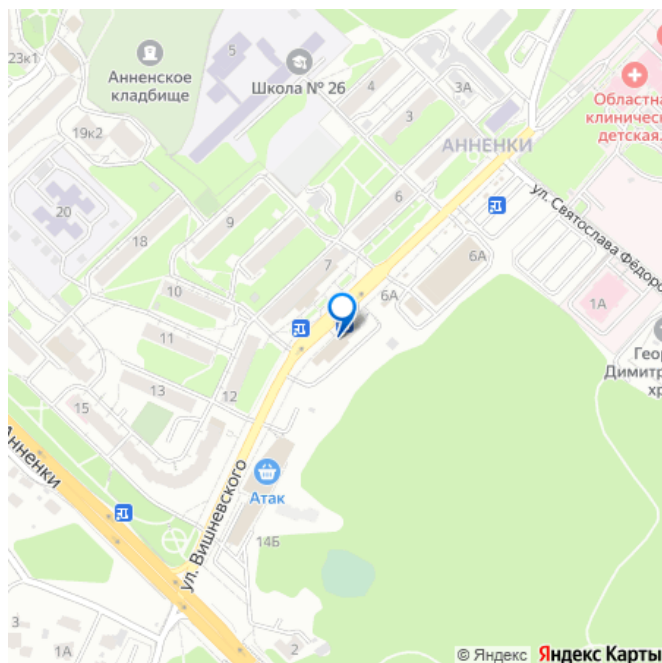 23к1
Анненское
кладбище
5
Школа № 26
4
3А
3
Областна
клиническ
детская.
АННЕНКИ
19к2
20
18
9
6
ул. Святослава Фёдоро
7
6А
6А
1А
10
11
12
13
15
Геор
Димитр
хр
Анненки
ул. Вишневского
Атак
14Б
3
1А
2
© Яндекс Яндекс Карты